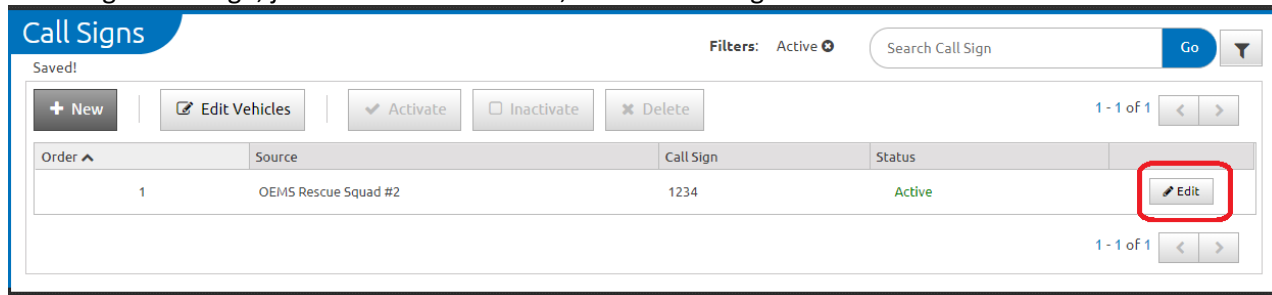 Call Signs
Filters: Active
Search Call Sign
Go
Saved!
New
Edit Vehicles
Activate
Inactivate
Delete
1 - 1 of 1
Order Source Call Sign Status
1 OEMS Rescue Squad #2 1234 Active Edit
1 - 1 of 1